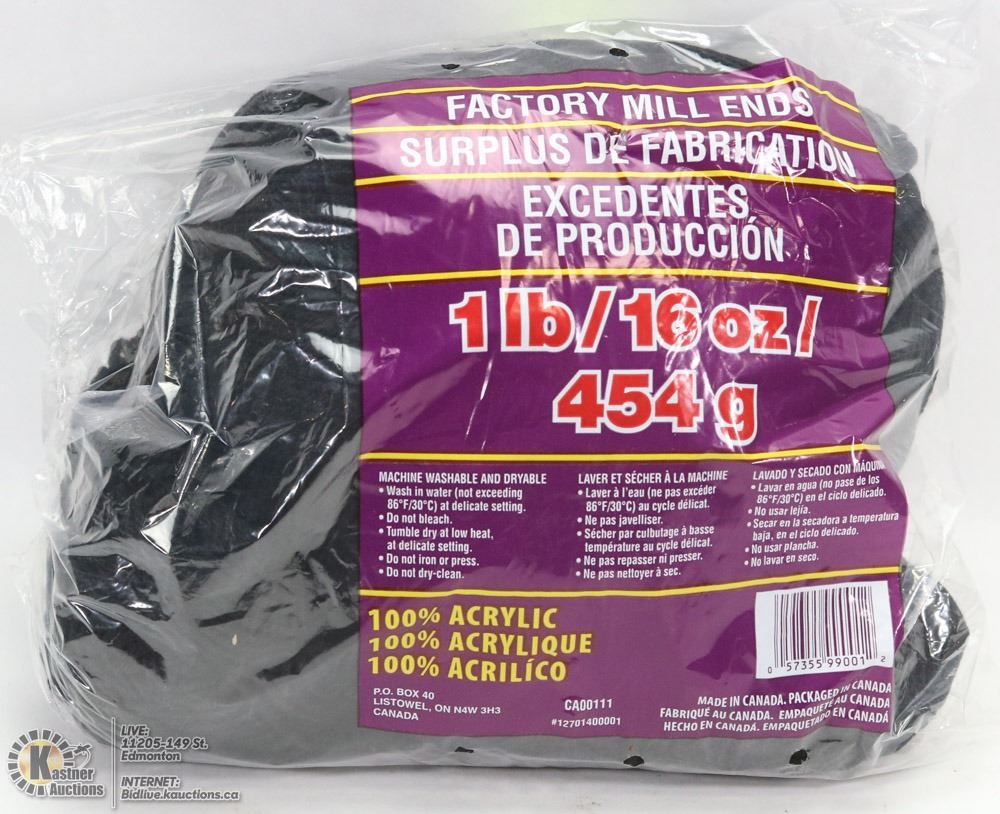 FACTORY MILL ENDS
SURPLUS DE FABRICATION
EXCEDENTES
DE PRODUCCIÓN
1 lb/16 oz/
454 g
MACHINE WASHABLE AND DRYABLE
• Wash in water (not exceeding
86°F/30°C) at delicate setting.
• Do not bleach.
• Tumble dry at low heat,
at delicate setting.
• Do not iron or press.
• Do not dry-clean.
LAVER ET SÉCHER À LA MACHINE
• Laver à l'eau (ne pas excéder
86°F/30°C) au cycle délicat.
• Ne pas javelliser.
• Sécher par culbutage à basse
température au cycle délicat.
• Ne pas repasser ni presser.
• Ne pas nettoyer à sec.
LAVADO Y SECADO CON MÁQUINA
• Lavar en agua (no pase de los
86°F/30°C) en el ciclo delicado.
• No usar lejía.
• Secar en la secadora a temperatura
baja, en el ciclo delicado.
• No usar plancha.
• No lavar en seco.
100% ACRYLIC
100% ACRYLIQUE
100% ACRILÍCO
P.O. BOX 40
LISTOWEL, ON N4W 3H3
CANADA
CA00111
#12701400001
0 57355 99001 2
MADE IN CANADA. PACKAGED IN CANADA
FABRIQUÉ AU CANADA. EMPAQUETÉ AU CANADA
HECHO EN CANADÁ. EMPAQUETADO EN CANADÁ
Kastner
Auctions
LIVE:
11205-149 St.
Edmonton
INTERNET:
Bidlive.kauctions.ca